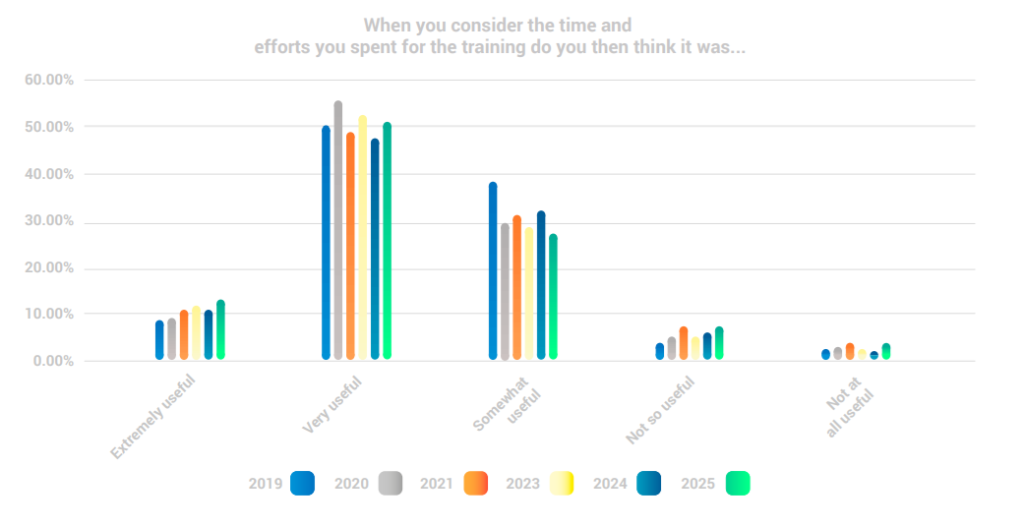 When you consider the time and
efforts you spent for the training do you then think it was...
60.00%
50.00%
40.00%
30.00%
20.00%
10.00%
0.00%
Extremely useful
Very useful
Somewhat
useful
Not so useful
Not at
all useful
2019 2020 2021 2023 2024 2025